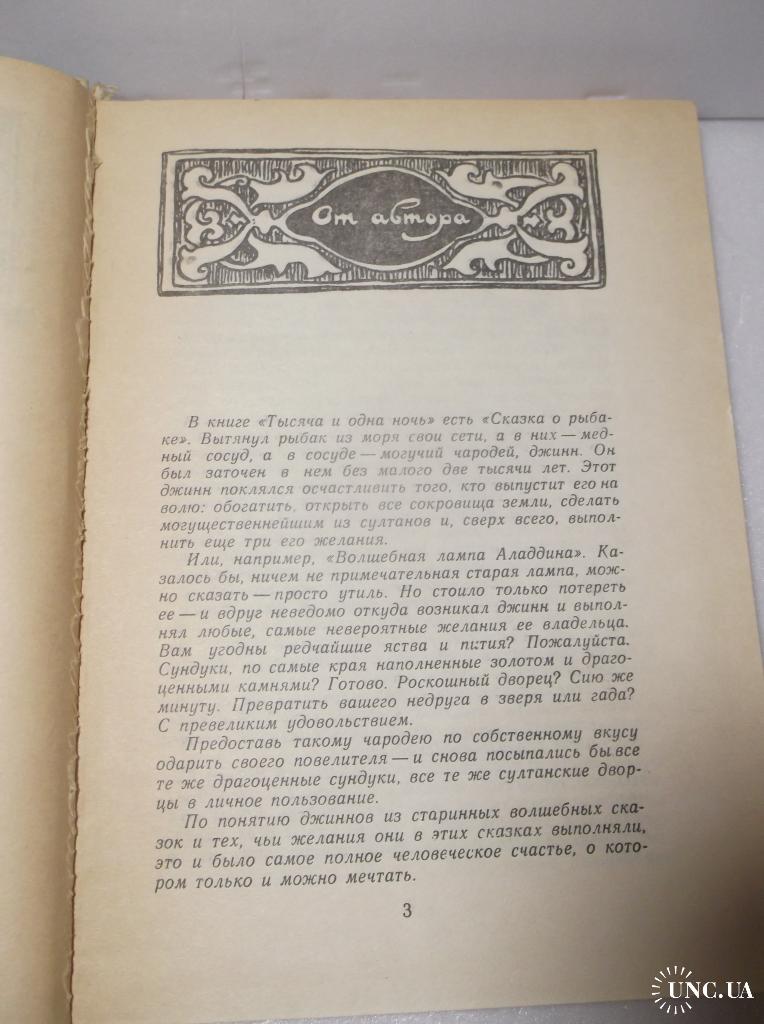 От автора
В книге «Тысяча и одна ночь» есть «Сказка о рыба-
ке». Вытянул рыбак из моря свои сети, а в них — мед-
ный сосуд, а в сосуде — могучий чародей, джинн. Он
был заточен в нем без малого две тысячи лет. Этот
джинн поклялся осчастливить того, кто выпустит его на
волю: обогатить, открыть все сокровища земли, сделать
могущественнейшим из султанов и, сверх всего, выпол-
нить еще три его желания.
Или, например, «Волшебная лампа Аладдина». Ка-
залось бы, ничем не примечательная старая лампа, мож-
но сказать — просто утиль. Но стоило только потереть
ее — и вдруг неведомо откуда возникал джинн и выпол-
нял любые, самые невероятные желания ее владельца.
Вам угодны редчайшие яства и пития? Пожалуйста.
Сундуки, по самые края наполненные золотом и драго-
ценными камнями? Готово. Роскошный дворец? Сию же
минуту. Превратить вашего недруга в зверя или гада?
С превеликим удовольствием.
Предоставь такому чародею по собственному вкусу
одарить своего повелителя — и снова посыпались бы все
те же драгоценные сундуки, все те же султанские двор-
цы в личное пользование.
По понятию джиннов из старинных волшебных ска-
зок и тех, чьи желания они в этих сказках выполняли,
это и было самое полное человеческое счастье, о кото-
ром только и можно мечтать.
3
UNC.UA